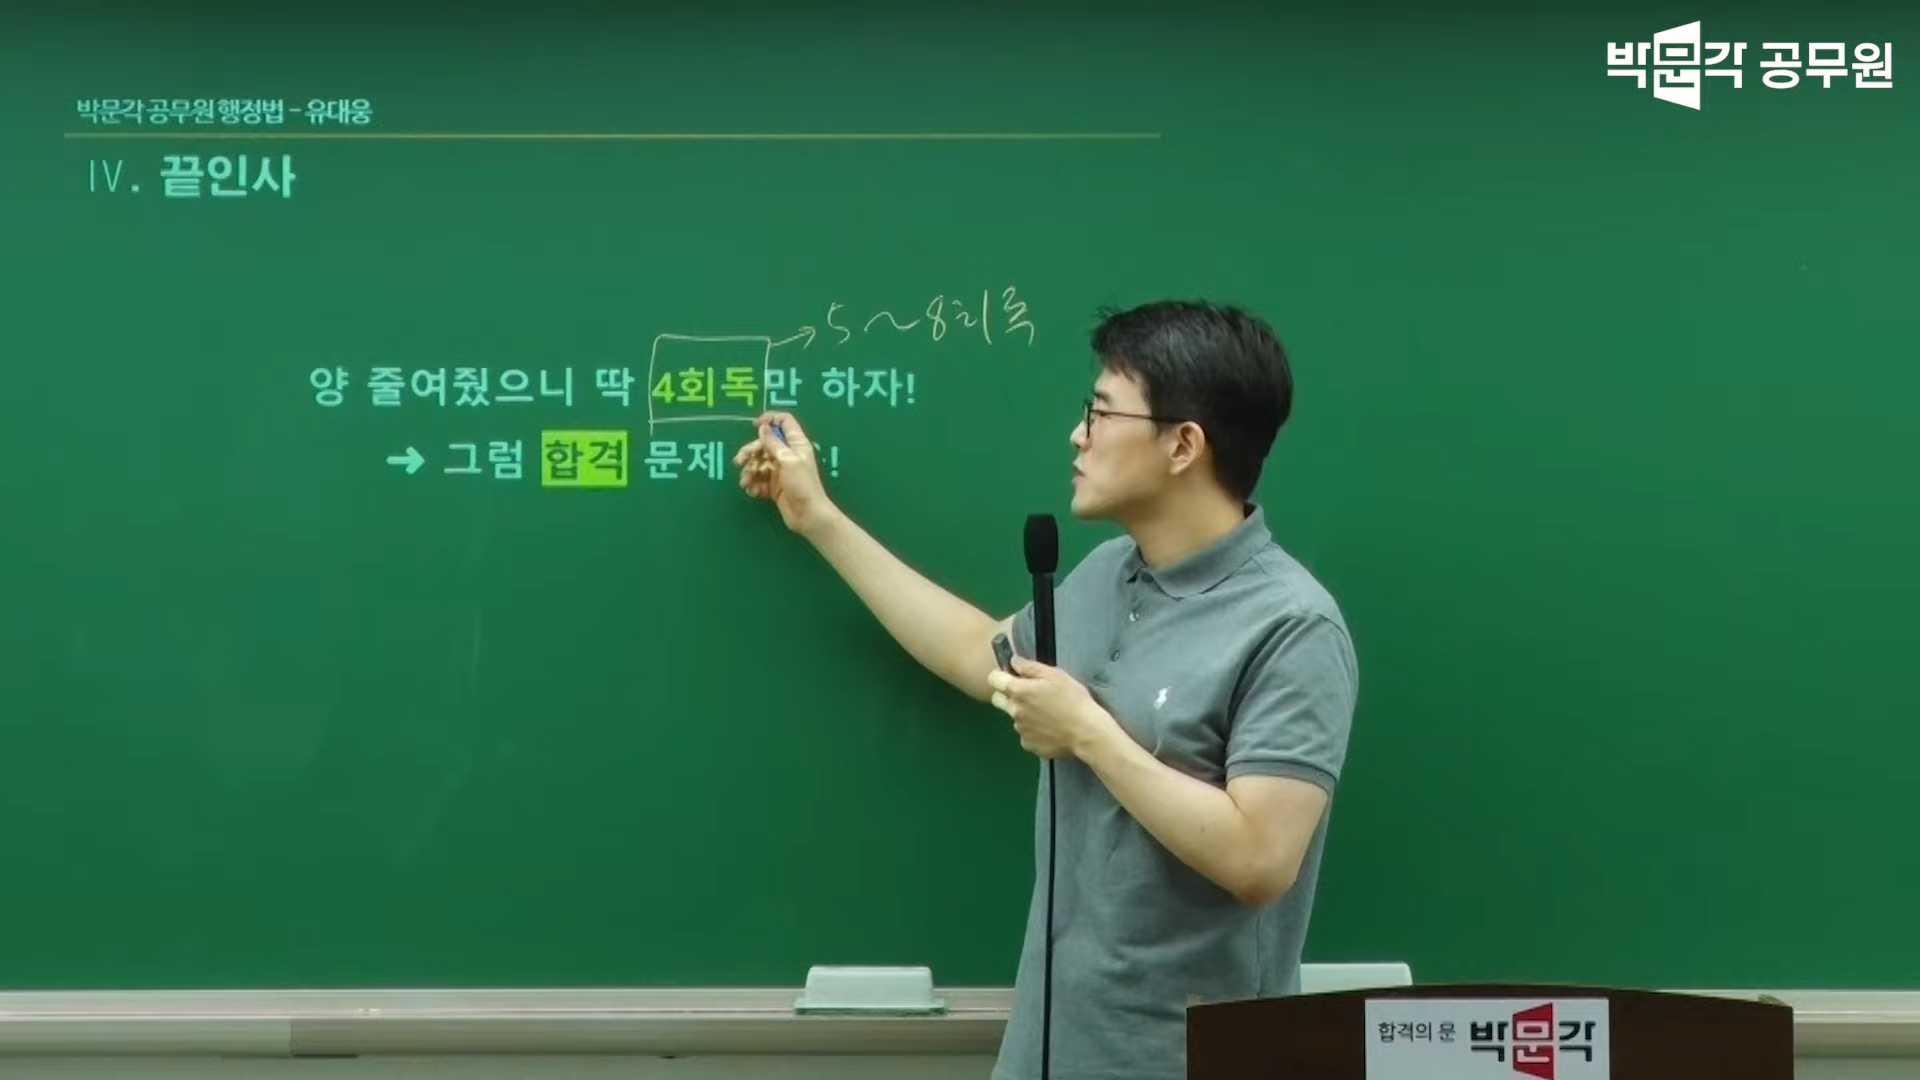 박문각 공무원
박문각 공무원 행정법 - 유대웅
IV. 끝인사
5~8회독
양 줄여줬으니 딱 4회독만 하자!
➔ 그럼 합격 문제 !
합격의 문 박문각